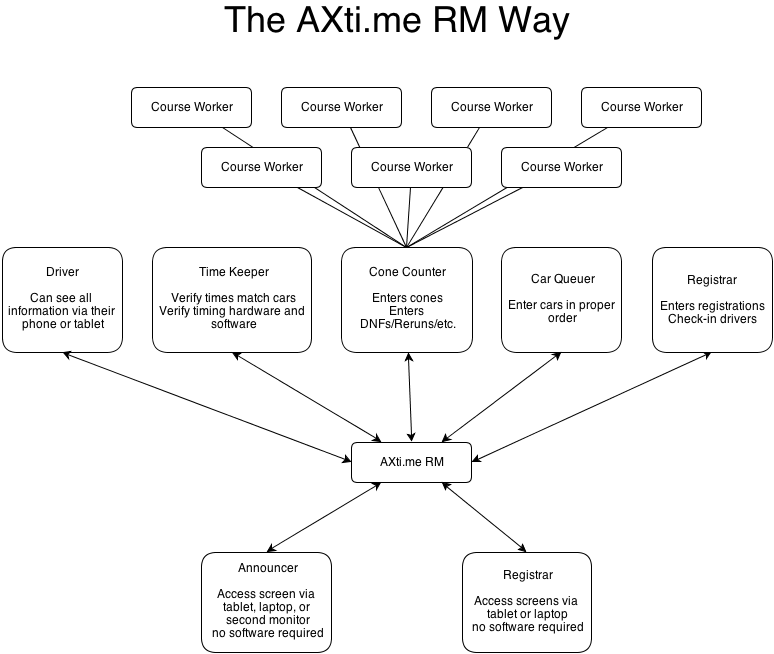 The AXti.me RM Way
Course Worker
Course Worker
Course Worker
Course Worker
Course Worker
Course Worker
Course Worker
Driver
Can see all
information via their
phone or tablet
Time Keeper
Verify times match cars
Verify timing hardware and
software
Cone Counter
Enters cones
Enters
DNFs/Reruns/etc.
Car Queuer
Enter cars in proper
order
Registrar
Enters registrations
Check-in drivers
AXti.me RM
Announcer
Access screen via
tablet, laptop, or
second monitor
no software required
Registrar
Access screens via
tablet or laptop
no software required